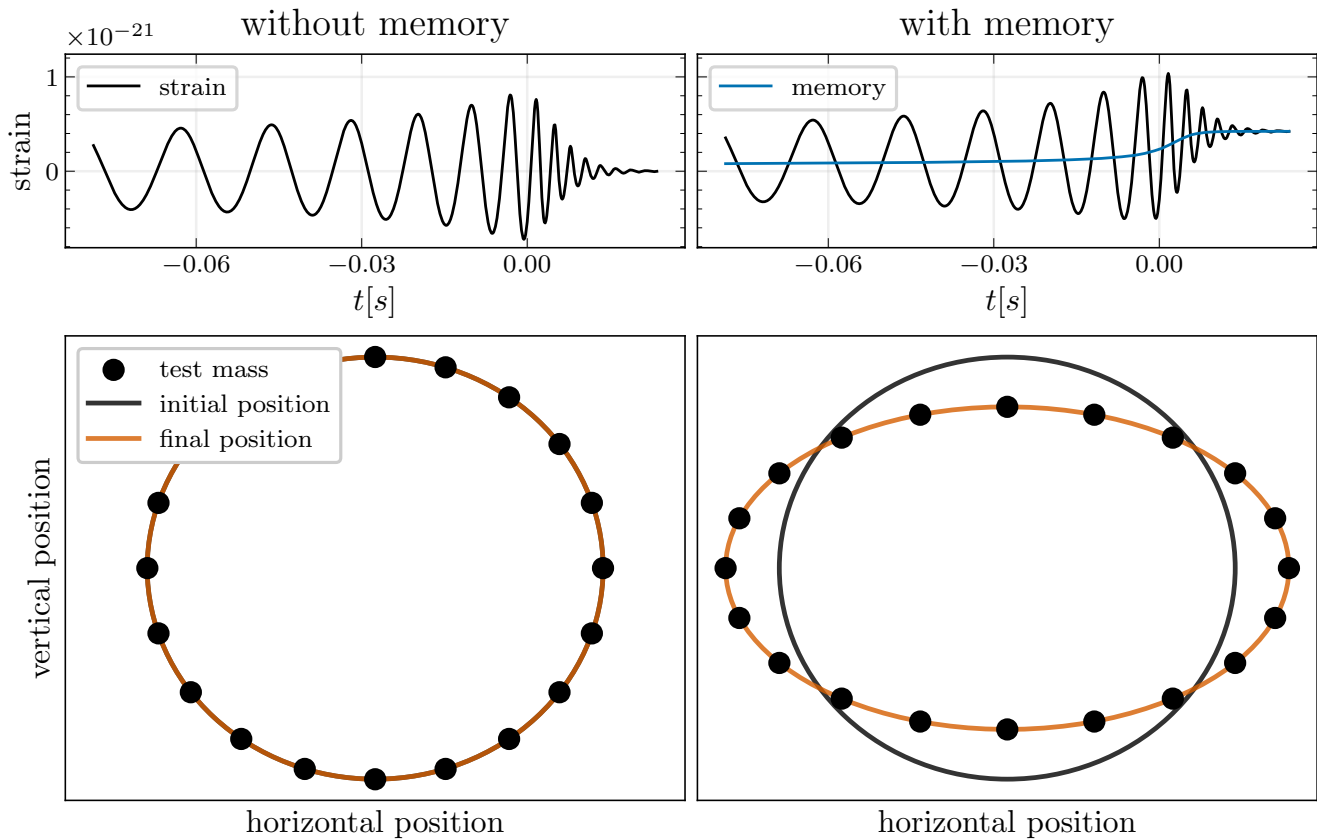 without memory
with memory
×10−21
strain
memory
1
0
strain
−0.06
−0.03
0.00
−0.06
−0.03
0.00
t[s]
t[s]
test mass
initial position
final position
vertical position
horizontal position
horizontal position